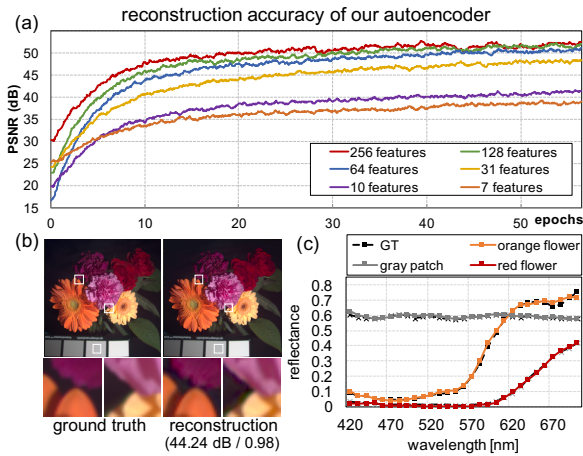 reconstruction accuracy of our autoencoder
(a)
55
50
45
40
35
30
25
20
15
PSNR (dB)
256 features
128 features
64 features
31 features
10 features
7 features
0
10
20
30
40
50
epochs
(b)
ground truth
reconstruction
(44.24 dB / 0.98)
(c)
GT
orange flower
gray patch
red flower
0.8
0.7
0.6
0.5
0.4
0.3
0.2
0.1
0
reflectance
420
470
520
570
620
670
wavelength [nm]